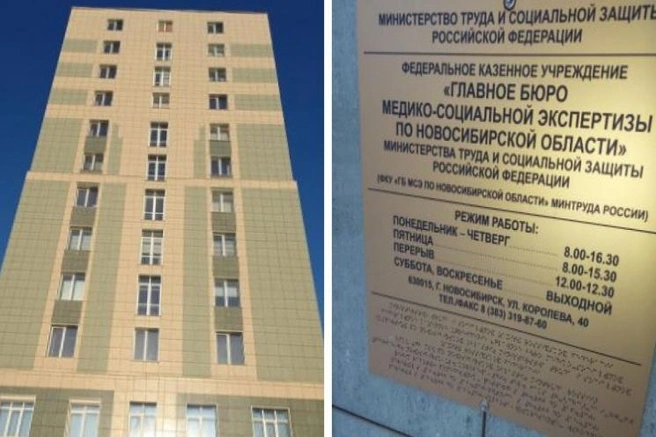 МИНИСТЕРСТВО ТРУДА И СОЦИАЛЬНОЙ ЗАЩИТЫ
РОССИЙСКОЙ ФЕДЕРАЦИИ
ФЕДЕРАЛЬНОЕ КАЗЕННОЕ УЧРЕЖДЕНИЕ
«ГЛАВНОЕ БЮРО
МЕДИКО-СОЦИАЛЬНОЙ ЭКСПЕРТИЗЫ
ПО НОВОСИБИРСКОЙ ОБЛАСТИ»
МИНИСТЕРСТВА ТРУДА И СОЦИАЛЬНОЙ ЗАЩИТЫ
РОССИЙСКОЙ ФЕДЕРАЦИИ
(ФКУ «ГБ МСЭ ПО НОВОСИБИРСКОЙ ОБЛАСТИ» МИНТРУДА РОССИИ)
РЕЖИМ РАБОТЫ:
ПОНЕДЕЛЬНИК – ЧЕТВЕРГ 8.00-16.30
ПЯТНИЦА 8.00-15.30
ПЕРЕРЫВ 12.00-12.30
СУББОТА, ВОСКРЕСЕНЬЕ ВЫХОДНОЙ
630015, Г. НОВОСИБИРСК, УЛ. КОРОЛЕВА, 40
ТЕЛ./ФАКС 8 (383) 319-87-60